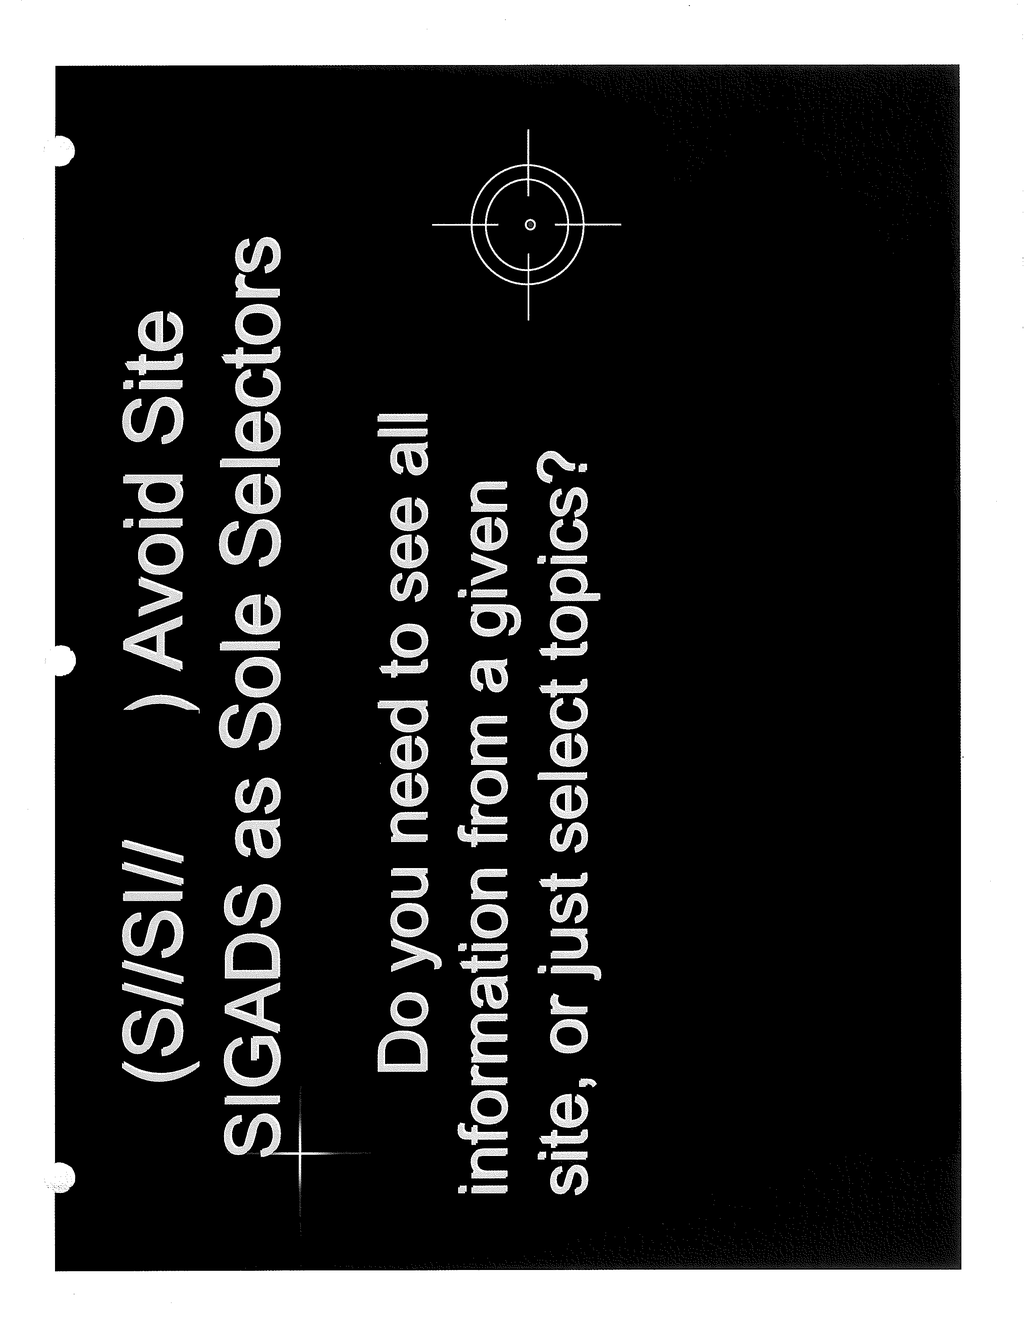 (S//SI// ) Avoid Site
SIGADS as Sole Selectors
Do you need to see all
information from a given
site, or just select topics?